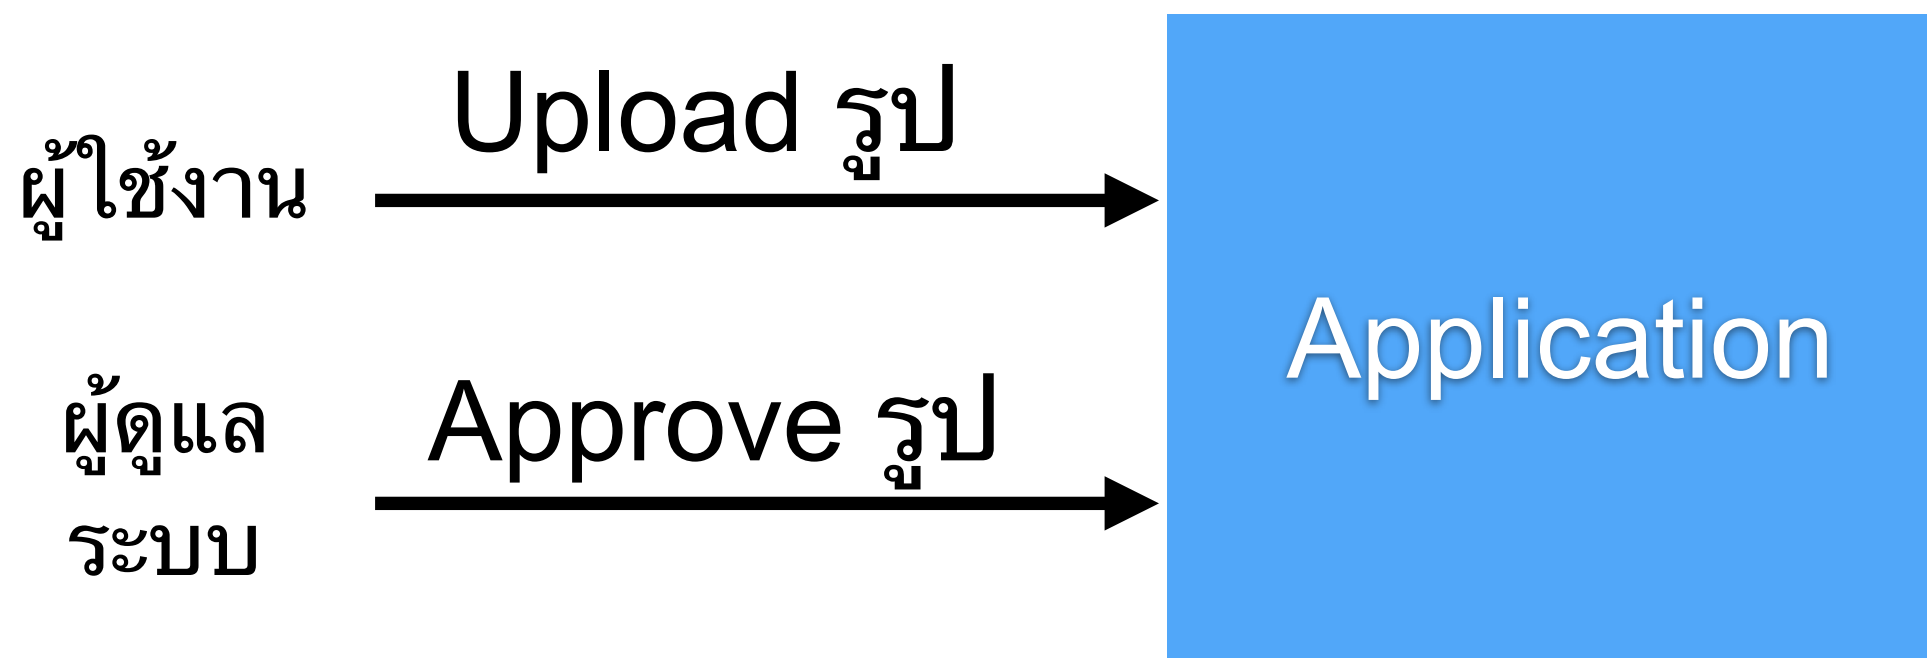 Upload รูป
ผู้ใช้งาน
Application
Approve รูป
ผู้ดูแล
ระบบ